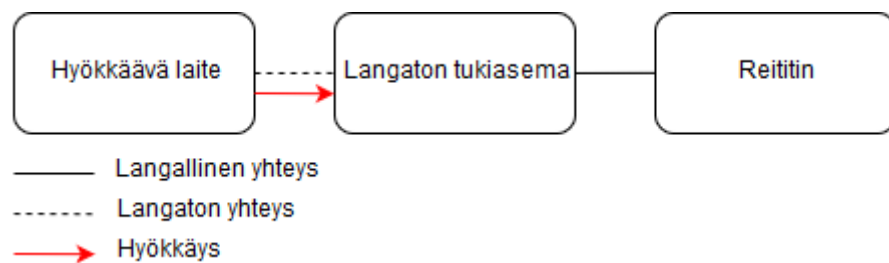 Hyökkäävä laite
Langaton tukiasema
Reititin
Langallinen yhteys
Langaton yhteys
Hyökkäys